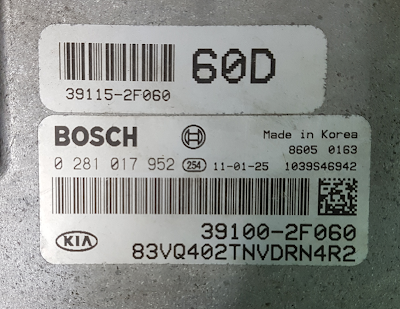 60D
39115-2F060
BOSCH
Made in Korea
8605 0163
0 281 017 952 254 11-01-25 1039S46942
39100-2F060
KIA
83VQ402TNVDRN4R2